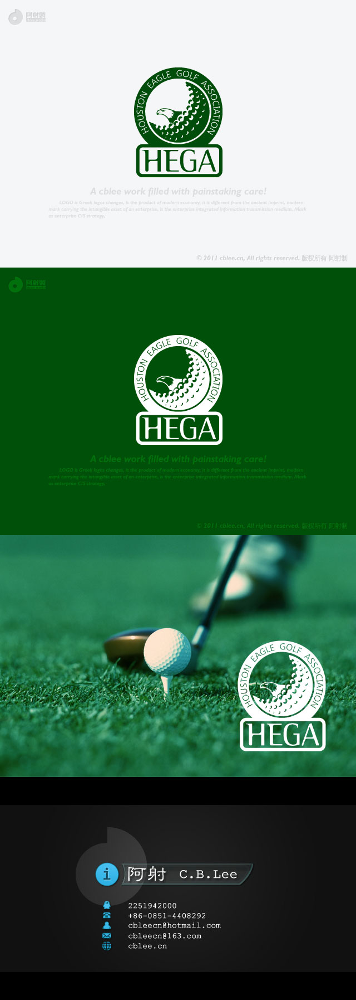 阿射製
HOUSTON EAGLE GOLF ASSOCIATION
HEGA
A cblee work filled with painstaking care!
LOGO is Greek logos changes, is the product of modern economy, it is different from the ancient imprint, modern
mark carrying the intangible asset of an enterprise, is the enterprise integrated information transmission medium. Mark
as enterprise CIS strategy,
© 2011 cblee.cn, All rights reserved. 版权所有 阿射制
阿射製
HOUSTON EAGLE GOLF ASSOCIATION
HEGA
A cblee work filled with painstaking care!
LOGO is Greek logos changes, is the product of modern economy, it is different from the ancient imprint, modern
mark carrying the intangible asset of an enterprise, is the enterprise integrated information transmission medium. Mark
as enterprise CIS strategy,
© 2011 cblee.cn, All rights reserved. 版权所有 阿射制
HOUSTON EAGLE GOLF ASSOCIATION
HEGA
i 阿射 C.B.Lee
2251942000
+86-0851-4408292
cbleecn@hotmail.com
cbleecn@163.com
cblee.cn